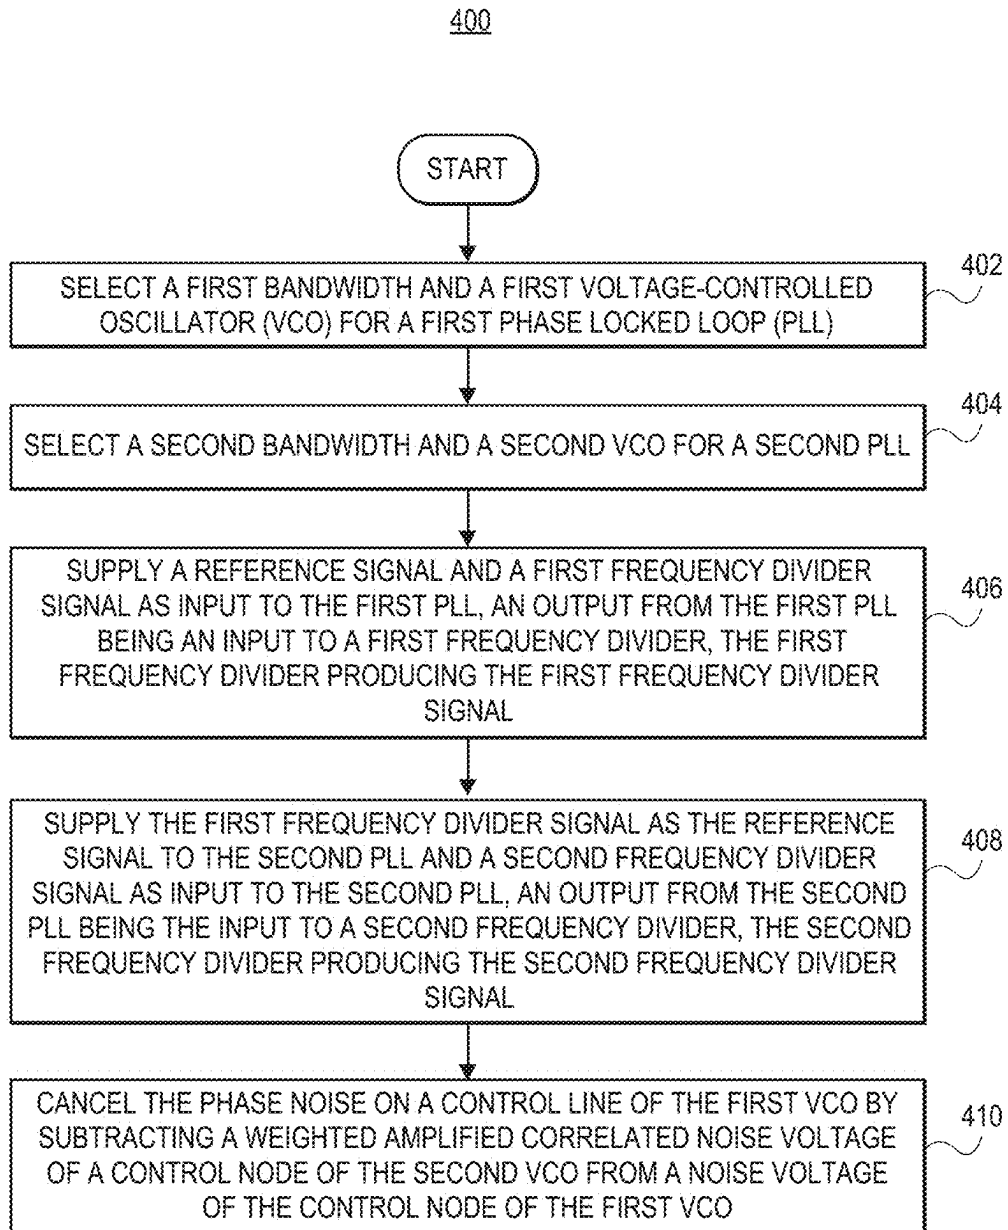 400
START
SELECT A FIRST BANDWIDTH AND A FIRST VOLTAGE-CONTROLLED
OSCILLATOR (VCO) FOR A FIRST PHASE LOCKED LOOP (PLL)
402
SELECT A SECOND BANDWIDTH AND A SECOND VCO FOR A SECOND PLL
404
SUPPLY A REFERENCE SIGNAL AND A FIRST FREQUENCY DIVIDER
SIGNAL AS INPUT TO THE FIRST PLL, AN OUTPUT FROM THE FIRST PLL
BEING AN INPUT TO A FIRST FREQUENCY DIVIDER, THE FIRST
FREQUENCY DIVIDER PRODUCING THE FIRST FREQUENCY DIVIDER
SIGNAL
406
SUPPLY THE FIRST FREQUENCY DIVIDER SIGNAL AS THE REFERENCE
SIGNAL TO THE SECOND PLL AND A SECOND FREQUENCY DIVIDER
SIGNAL AS INPUT TO THE SECOND PLL, AN OUTPUT FROM THE SECOND
PLL BEING THE INPUT TO A SECOND FREQUENCY DIVIDER, THE SECOND
FREQUENCY DIVIDER PRODUCING THE SECOND FREQUENCY DIVIDER
SIGNAL
408
CANCEL THE PHASE NOISE ON A CONTROL LINE OF THE FIRST VCO BY
SUBTRACTING A WEIGHTED AMPLIFIED CORRELATED NOISE VOLTAGE
OF A CONTROL NODE OF THE SECOND VCO FROM A NOISE VOLTAGE
OF THE CONTROL NODE OF THE FIRST VCO
410